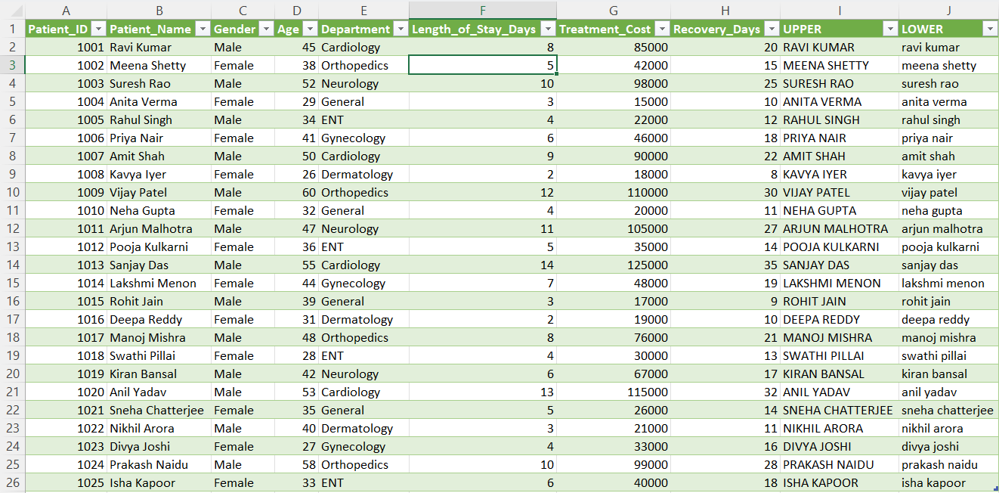 A B C D E F G H I J
1 Patient_ID Patient_Name Gender Age Department Length_of_Stay_Days Treatment_Cost Recovery_Days UPPER LOWER
2 1001 Ravi Kumar Male 45 Cardiology 8 85000 20 RAVI KUMAR ravi kumar
3 1002 Meena Shetty Female 38 Orthopedics 5 42000 15 MEENA SHETTY meena shetty
4 1003 Suresh Rao Male 52 Neurology 10 98000 25 SURESH RAO suresh rao
5 1004 Anita Verma Female 29 General 3 15000 10 ANITA VERMA anita verma
6 1005 Rahul Singh Male 34 ENT 4 22000 12 RAHUL SINGH rahul singh
7 1006 Priya Nair Female 41 Gynecology 6 46000 18 PRIYA NAIR priya nair
8 1007 Amit Shah Male 50 Cardiology 9 90000 22 AMIT SHAH amit shah
9 1008 Kavya Iyer Female 26 Dermatology 2 18000 8 KAVYA IYER kavya iyer
10 1009 Vijay Patel Male 60 Orthopedics 12 110000 30 VIJAY PATEL vijay patel
11 1010 Neha Gupta Female 32 General 4 20000 11 NEHA GUPTA neha gupta
12 1011 Arjun Malhotra Male 47 Neurology 11 105000 27 ARJUN MALHOTRA arjun malhotra
13 1012 Pooja Kulkarni Female 36 ENT 5 35000 14 POOJA KULKARNI pooja kulkarni
14 1013 Sanjay Das Male 55 Cardiology 14 125000 35 SANJAY DAS sanjay das
15 1014 Lakshmi Menon Female 44 Gynecology 7 48000 19 LAKSHMI MENON lakshmi menon
16 1015 Rohit Jain Male 39 General 3 17000 9 ROHIT JAIN rohit jain
17 1016 Deepa Reddy Female 31 Dermatology 2 19000 10 DEEPA REDDY deepa reddy
18 1017 Manoj Mishra Male 48 Orthopedics 8 76000 21 MANOJ MISHRA manoj mishra
19 1018 Swathi Pillai Female 28 ENT 4 30000 13 SWATHI PILLAI swathi pillai
20 1019 Kiran Bansal Male 42 Neurology 6 67000 17 KIRAN BANSAL kiran bansal
21 1020 Anil Yadav Male 53 Cardiology 13 115000 32 ANIL YADAV anil yadav
22 1021 Sneha Chatterjee Female 35 General 5 26000 14 SNEHA CHATTERJEE sneha chatterjee
23 1022 Nikhil Arora Male 40 Dermatology 3 21000 11 NIKHIL ARORA nikhil arora
24 1023 Divya Joshi Female 27 Gynecology 4 33000 16 DIVYA JOSHI divya joshi
25 1024 Prakash Naidu Male 58 Orthopedics 10 99000 28 PRAKASH NAIDU prakash naidu
26 1025 Isha Kapoor Female 33 ENT 6 40000 18 ISHA KAPOOR isha kapoor